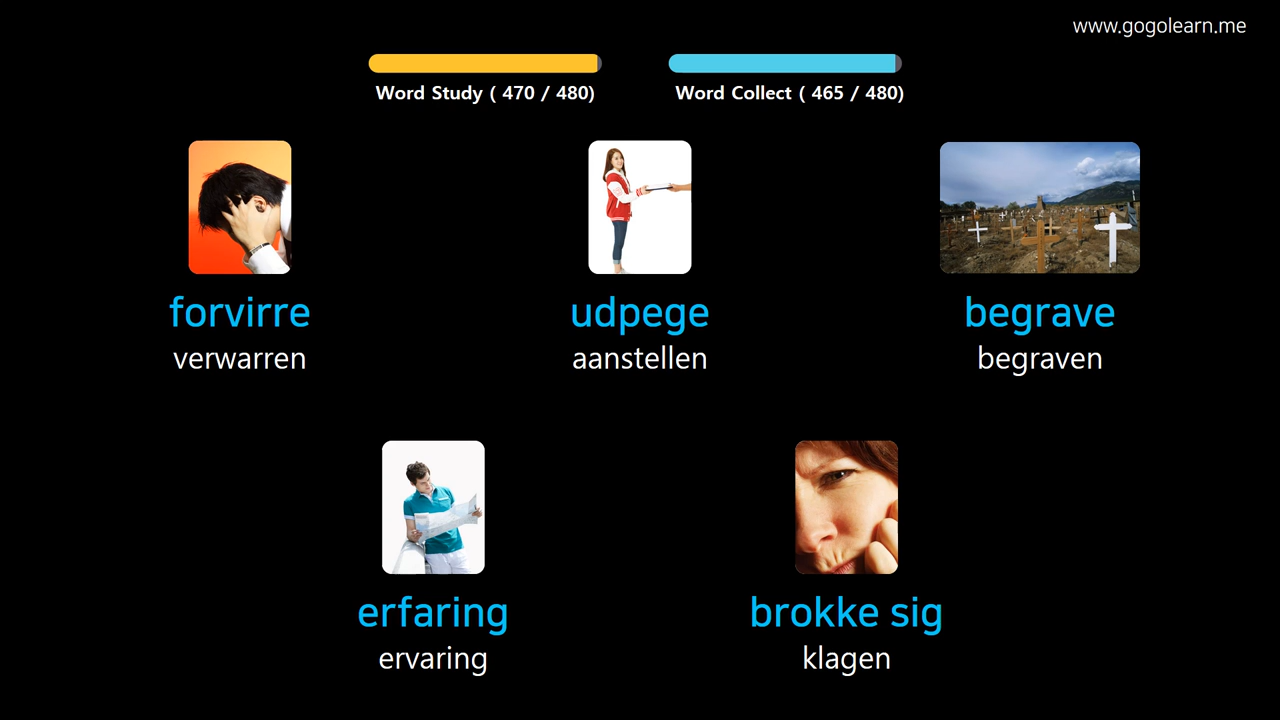 www.gogolearn.me
Word Study ( 470 / 480)
Word Collect ( 465 / 480)
forvirre
verwarren
udpege
aanstellen
begrave
begraven
erfaring
ervaring
brokke sig
klagen